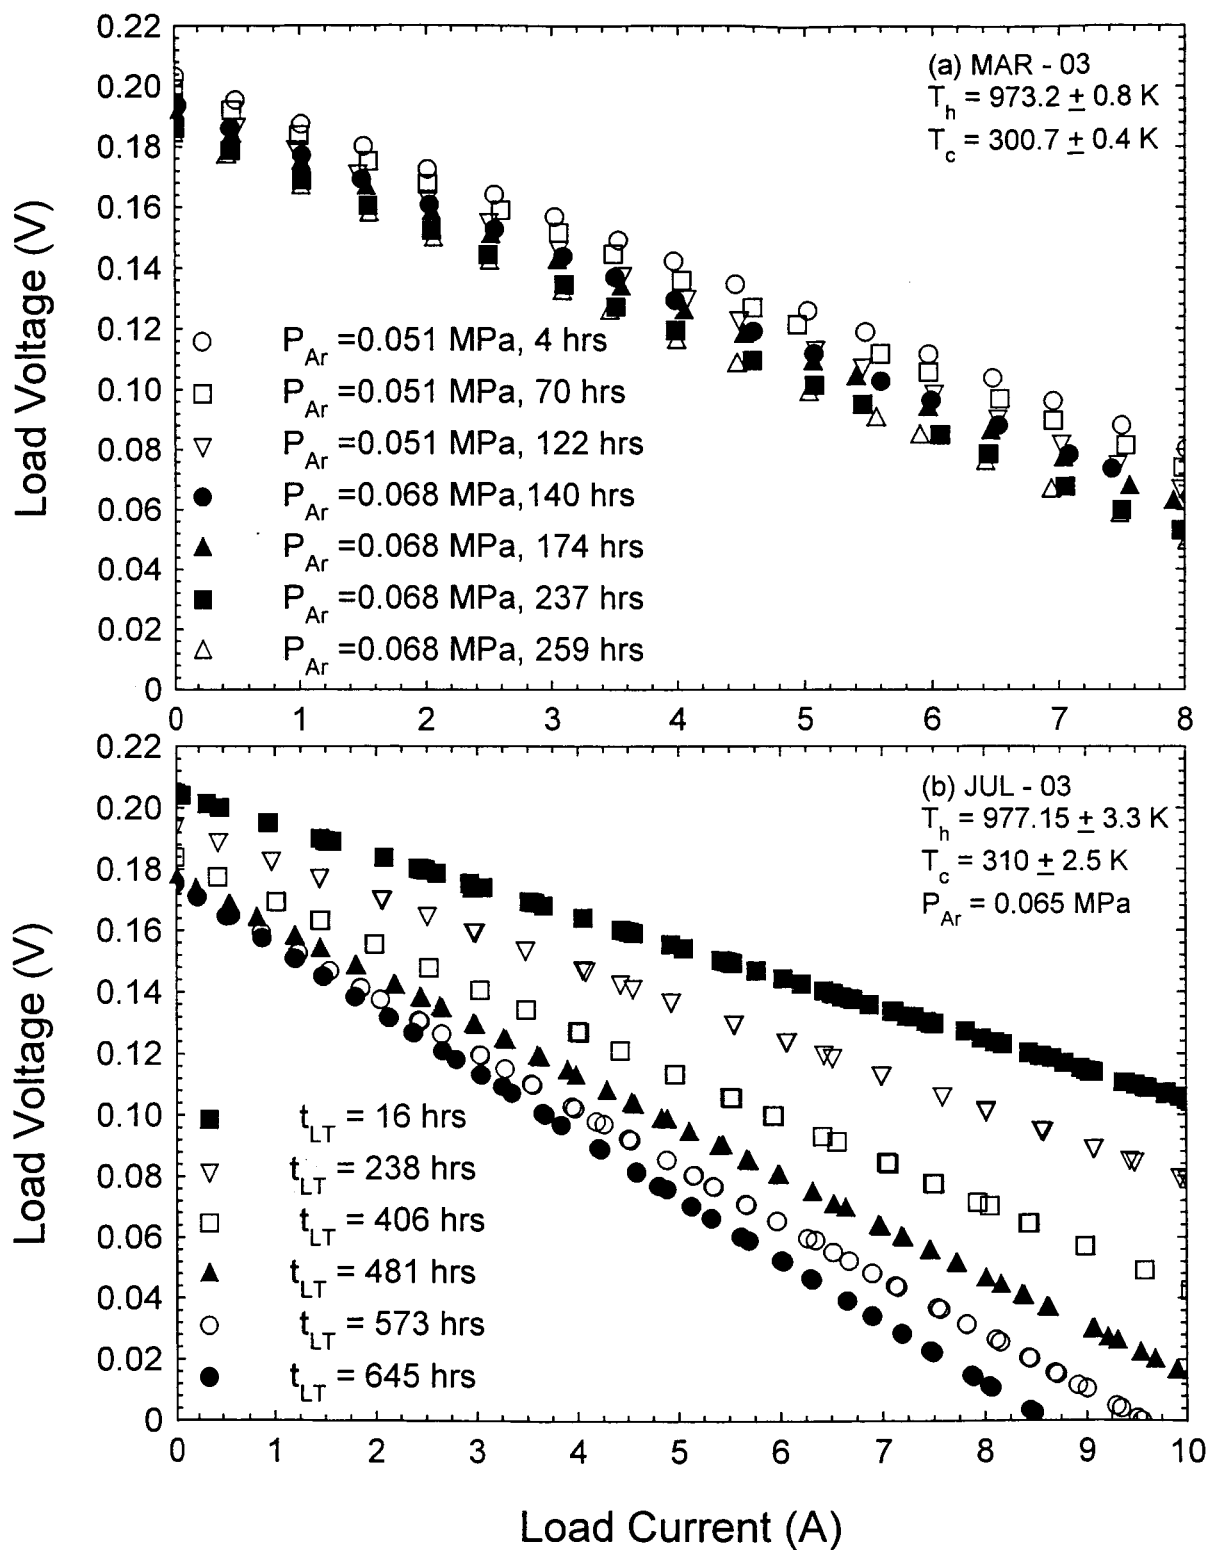 0.22
0.20
0.18
0.16
0.14
0.12
0.10
0.08
0.06
0.04
0.02
0
Load Voltage (V)
(a) MAR - 03
T_h = 973.2 ± 0.8 K
T_c = 300.7 ± 0.4 K
P_Ar =0.051 MPa, 4 hrs
P_Ar =0.051 MPa, 70 hrs
P_Ar =0.051 MPa, 122 hrs
P_Ar =0.068 MPa,140 hrs
P_Ar =0.068 MPa, 174 hrs
P_Ar =0.068 MPa, 237 hrs
P_Ar =0.068 MPa, 259 hrs
0 1 2 3 4 5 6 7 8
0.22
0.20
0.18
0.16
0.14
0.12
0.10
0.08
0.06
0.04
0.02
0
Load Voltage (V)
(b) JUL - 03
T_h = 977.15 ± 3.3 K
T_c = 310 ± 2.5 K
P_Ar = 0.065 MPa
t_LT = 16 hrs
t_LT = 238 hrs
t_LT = 406 hrs
t_LT = 481 hrs
t_LT = 573 hrs
t_LT = 645 hrs
0 1 2 3 4 5 6 7 8 9 10
Load Current (A)